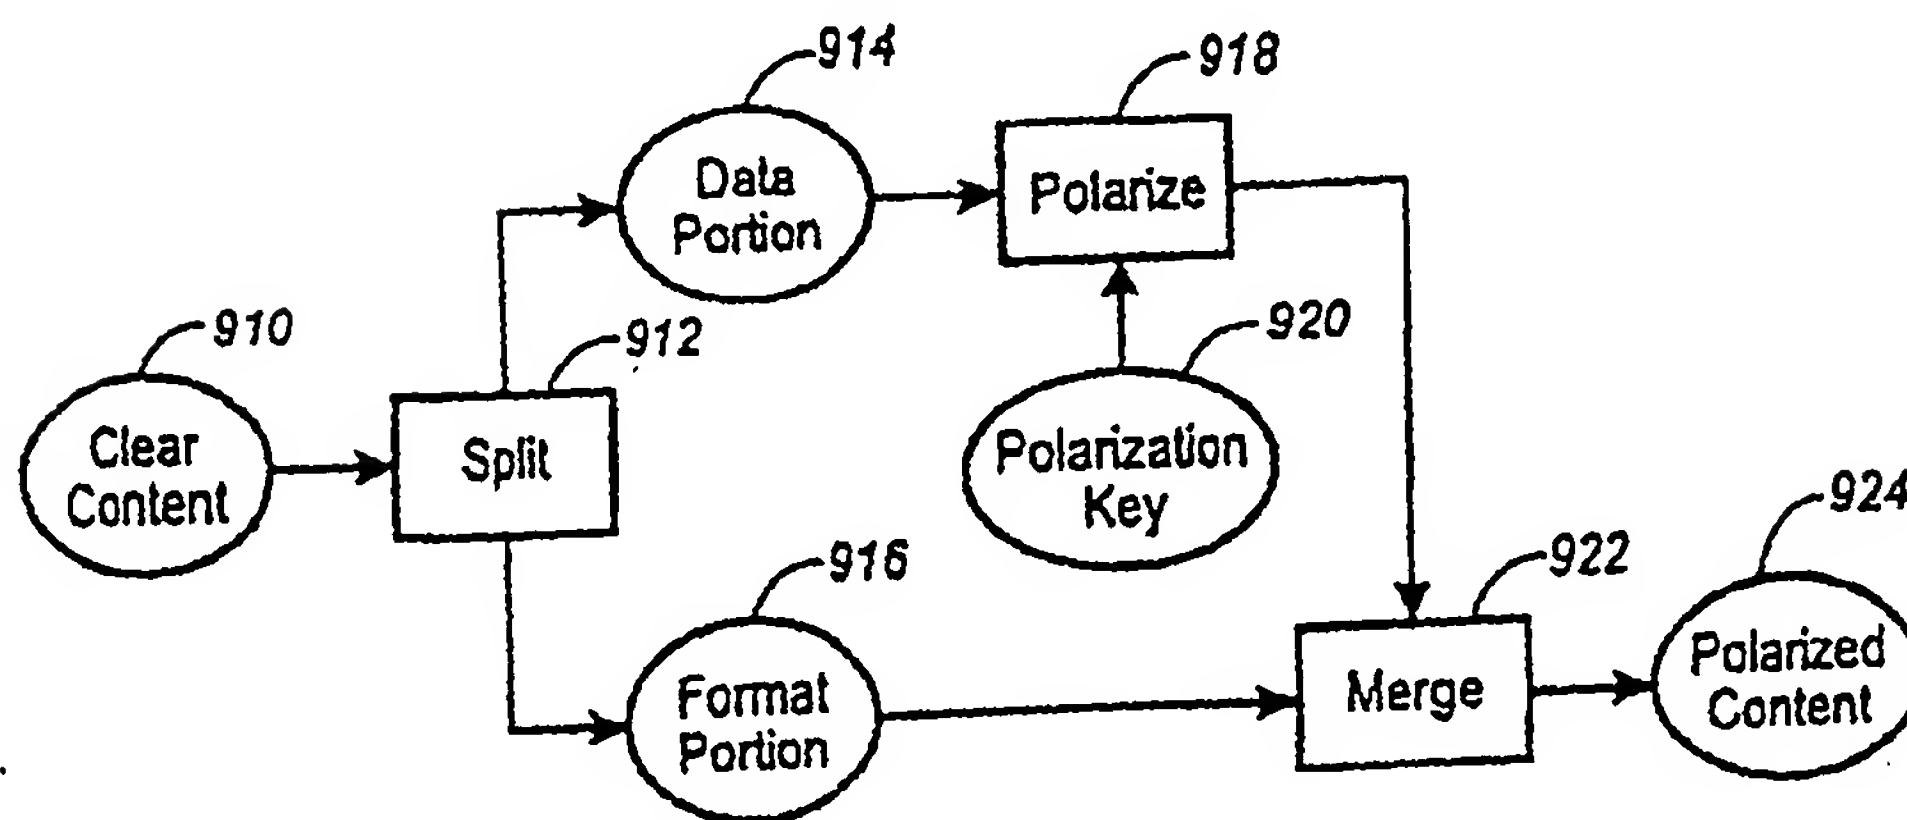 914
918
Data
Portion
Polarize
910
912
920
Clear
Content
Split
Polarization
Key
924
916
922
Format
Portion
Merge
Polarized
Content